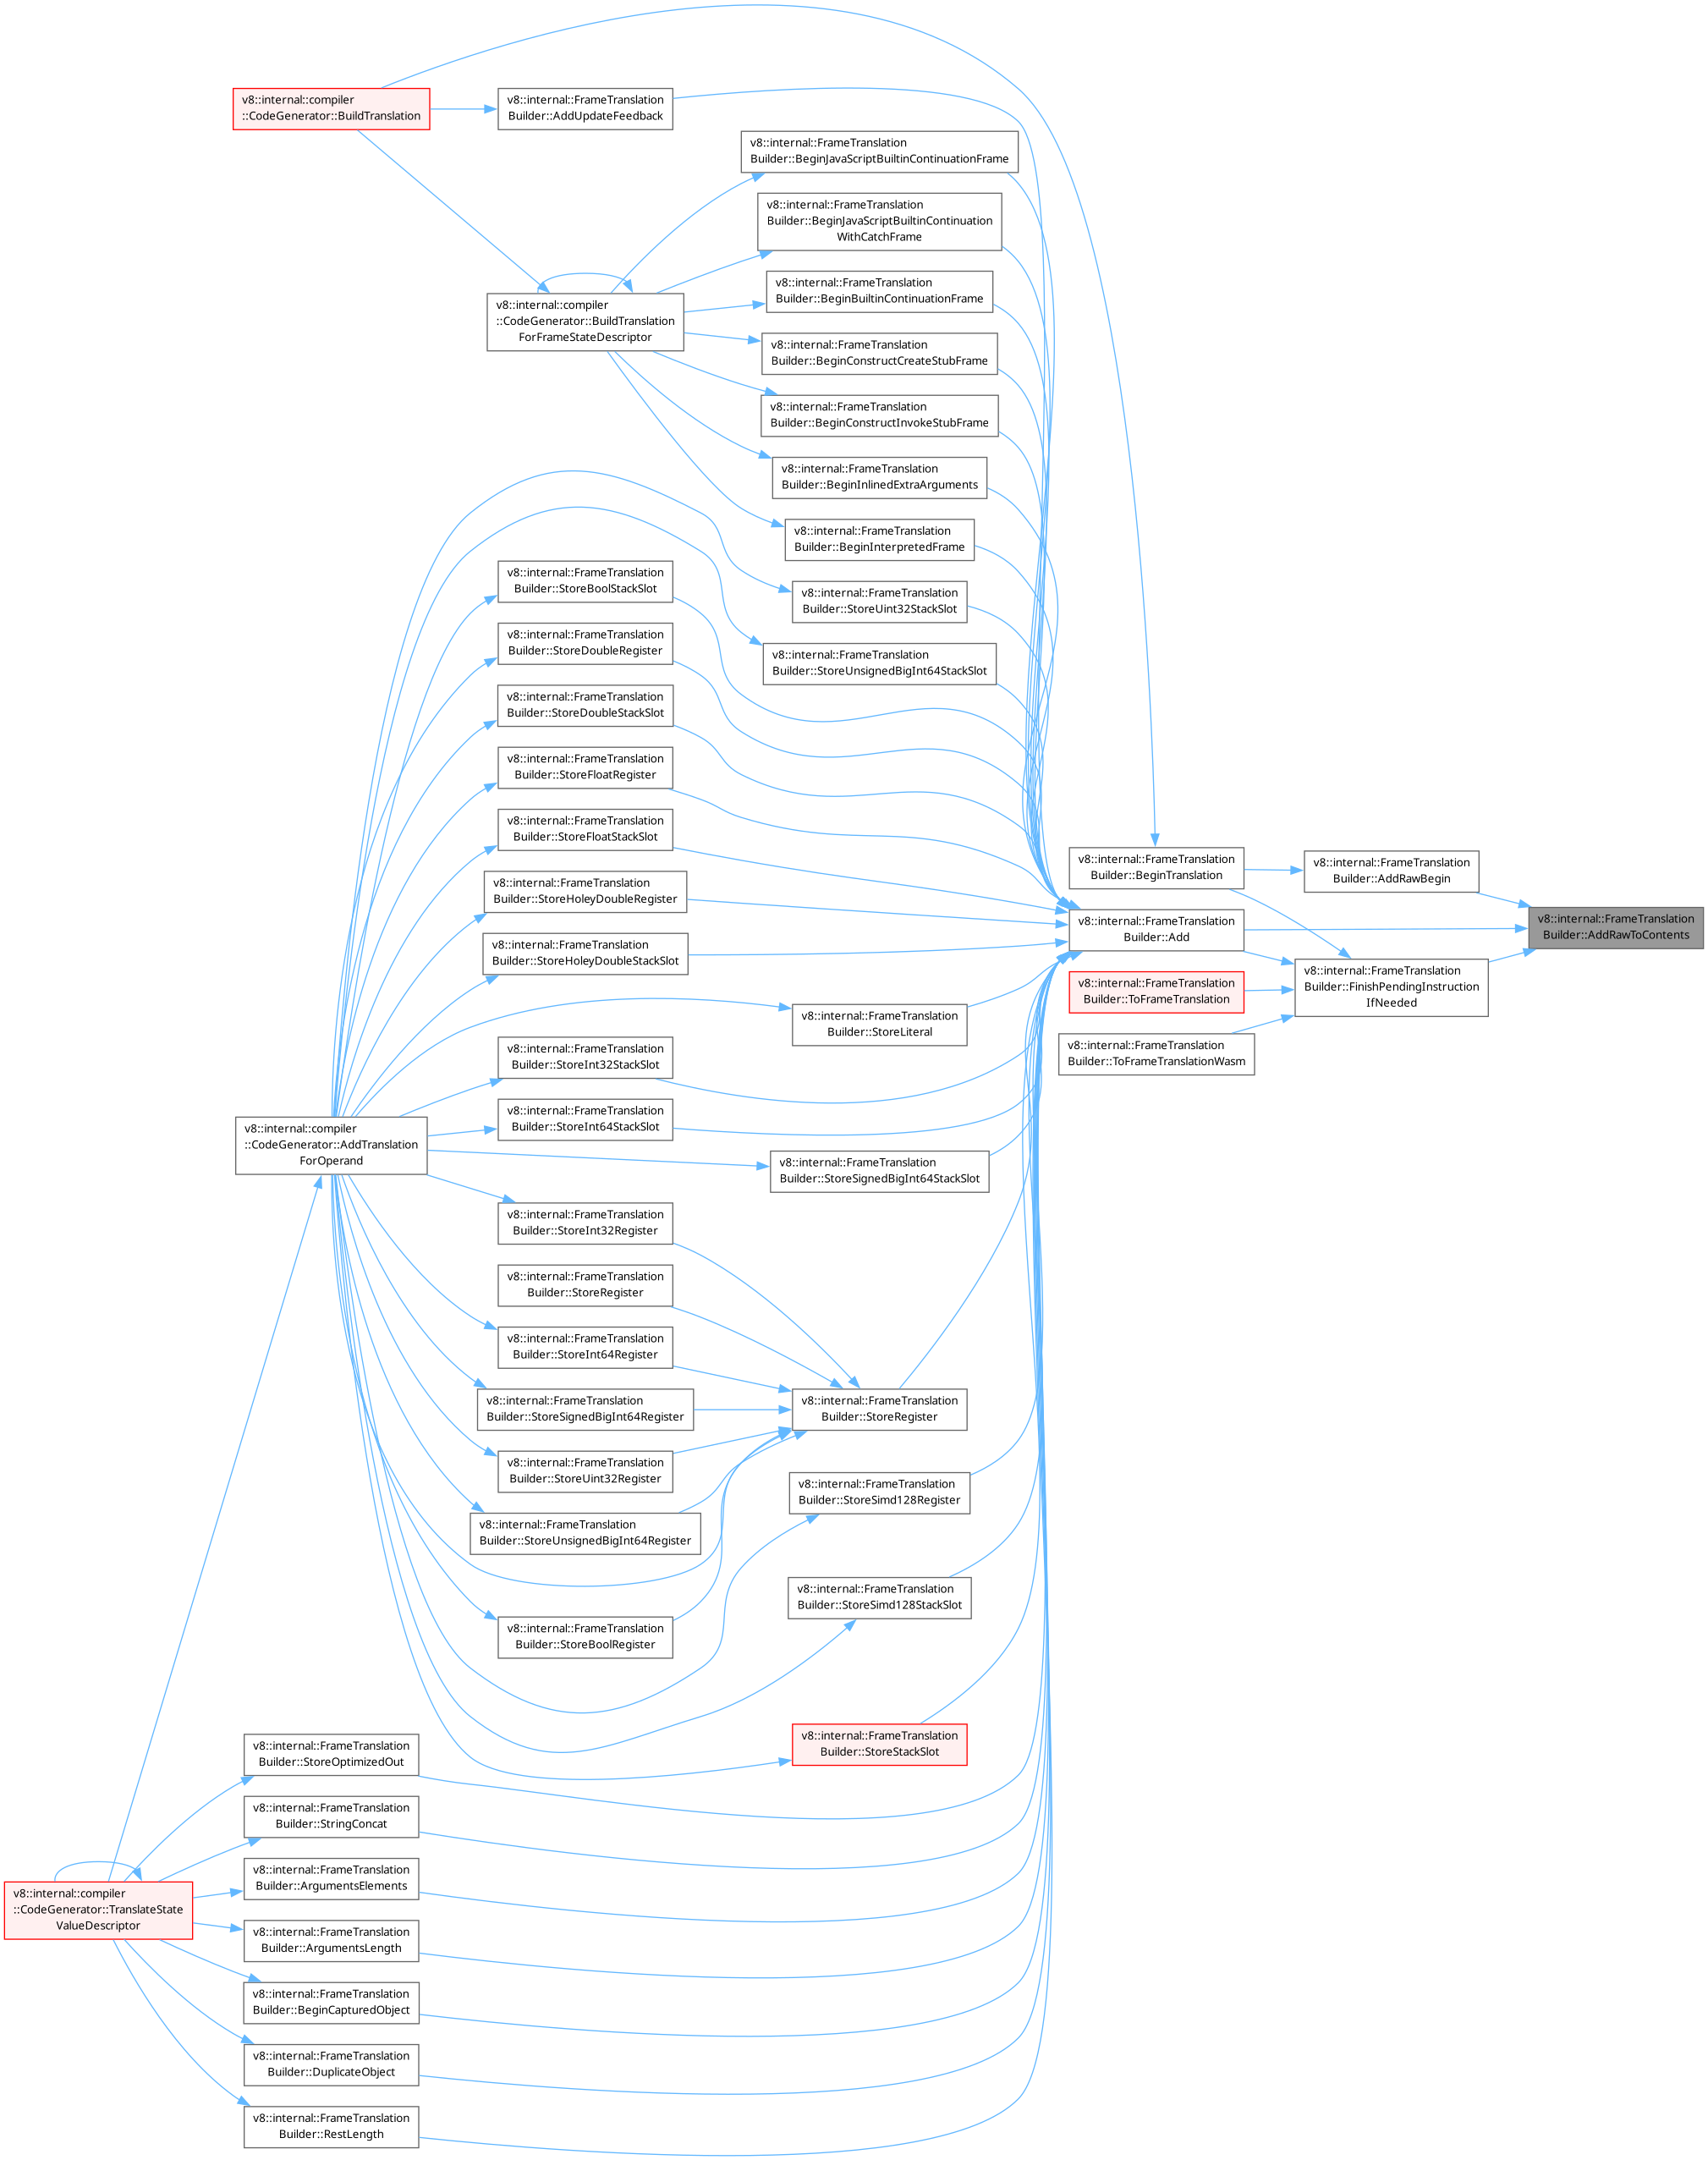 v8::internal::compiler
::CodeGenerator::BuildTranslation
v8::internal::FrameTranslation
Builder::AddUpdateFeedback
v8::internal::FrameTranslation
Builder::BeginJavaScriptBuiltinContinuationFrame
v8::internal::FrameTranslation
Builder::BeginJavaScriptBuiltinContinuation
WithCatchFrame
v8::internal::FrameTranslation
Builder::BeginBuiltinContinuationFrame
v8::internal::compiler
::CodeGenerator::BuildTranslation
ForFrameStateDescriptor
v8::internal::FrameTranslation
Builder::BeginConstructCreateStubFrame
v8::internal::FrameTranslation
Builder::BeginConstructInvokeStubFrame
v8::internal::FrameTranslation
Builder::BeginInlinedExtraArguments
v8::internal::FrameTranslation
Builder::BeginInterpretedFrame
v8::internal::FrameTranslation
Builder::StoreBoolStackSlot
v8::internal::FrameTranslation
Builder::StoreUint32StackSlot
v8::internal::FrameTranslation
Builder::StoreDoubleRegister
v8::internal::FrameTranslation
Builder::StoreUnsignedBigInt64StackSlot
v8::internal::FrameTranslation
Builder::StoreDoubleStackSlot
v8::internal::FrameTranslation
Builder::StoreFloatRegister
v8::internal::FrameTranslation
Builder::StoreFloatStackSlot
v8::internal::FrameTranslation
Builder::BeginTranslation
v8::internal::FrameTranslation
Builder::AddRawBegin
v8::internal::FrameTranslation
Builder::StoreHoleyDoubleRegister
v8::internal::FrameTranslation
Builder::Add
v8::internal::FrameTranslation
Builder::AddRawToContents
v8::internal::FrameTranslation
Builder::StoreHoleyDoubleStackSlot
v8::internal::FrameTranslation
Builder::ToFrameTranslation
v8::internal::FrameTranslation
Builder::FinishPendingInstruction
IfNeeded
v8::internal::FrameTranslation
Builder::StoreLiteral
v8::internal::FrameTranslation
Builder::ToFrameTranslationWasm
v8::internal::FrameTranslation
Builder::StoreInt32StackSlot
v8::internal::compiler
::CodeGenerator::AddTranslation
ForOperand
v8::internal::FrameTranslation
Builder::StoreInt64StackSlot
v8::internal::FrameTranslation
Builder::StoreSignedBigInt64StackSlot
v8::internal::FrameTranslation
Builder::StoreInt32Register
v8::internal::FrameTranslation
Builder::StoreRegister
v8::internal::FrameTranslation
Builder::StoreInt64Register
v8::internal::FrameTranslation
Builder::StoreSignedBigInt64Register
v8::internal::FrameTranslation
Builder::StoreRegister
v8::internal::FrameTranslation
Builder::StoreUint32Register
v8::internal::FrameTranslation
Builder::StoreSimd128Register
v8::internal::FrameTranslation
Builder::StoreUnsignedBigInt64Register
v8::internal::FrameTranslation
Builder::StoreSimd128StackSlot
v8::internal::FrameTranslation
Builder::StoreBoolRegister
v8::internal::FrameTranslation
Builder::StoreStackSlot
v8::internal::FrameTranslation
Builder::StoreOptimizedOut
v8::internal::FrameTranslation
Builder::StringConcat
v8::internal::FrameTranslation
Builder::ArgumentsElements
v8::internal::compiler
::CodeGenerator::TranslateState
ValueDescriptor
v8::internal::FrameTranslation
Builder::ArgumentsLength
v8::internal::FrameTranslation
Builder::BeginCapturedObject
v8::internal::FrameTranslation
Builder::DuplicateObject
v8::internal::FrameTranslation
Builder::RestLength